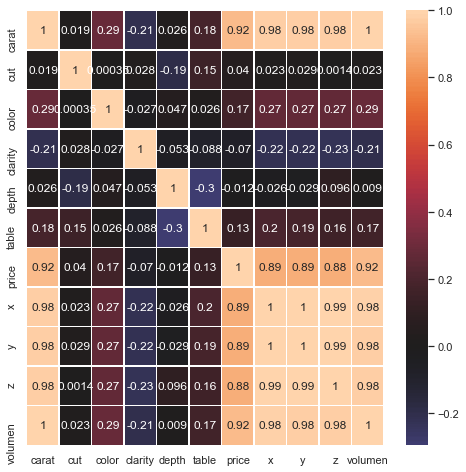 carat 1 0.019 0.29 -0.21 0.026 0.18 0.92 0.98 0.98 0.98 1
cut 0.019 1 0.00035 0.028 -0.19 0.15 0.04 0.023 0.029 0.0014 0.023
color 0.29 0.00035 1 -0.027 0.047 0.026 0.17 0.27 0.27 0.27 0.29
clarity -0.21 0.028 -0.027 1 -0.053 -0.088 -0.07 -0.22 -0.22 -0.23 -0.21
depth 0.026 -0.19 0.047 -0.053 1 -0.3 -0.012 -0.026 -0.029 0.096 0.009
table 0.18 0.15 0.026 -0.088 -0.3 1 0.13 0.2 0.19 0.16 0.17
price 0.92 0.04 0.17 -0.07 -0.012 0.13 1 0.89 0.89 0.88 0.92
x 0.98 0.023 0.27 -0.22 -0.026 0.2 0.89 1 1 0.99 0.98
y 0.98 0.029 0.27 -0.22 -0.029 0.19 0.89 1 1 0.99 0.98
z 0.98 0.0014 0.27 -0.23 0.096 0.16 0.88 0.99 0.99 1 0.98
volumen 1 0.023 0.29 -0.21 0.009 0.17 0.92 0.98 0.98 0.98 1
carat cut color clarity depth table price x y z volumen
1.0
0.8
0.6
0.4
0.2
0.0
-0.2